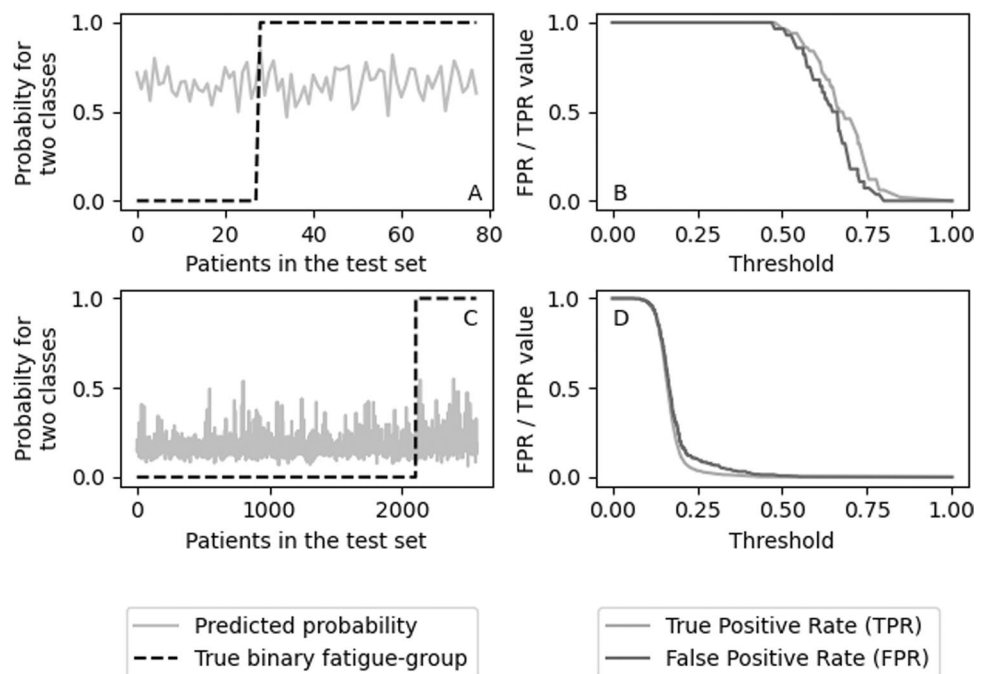 Probabilty for
two classes
1.0
0.5
0.0
A
0
20
40
60
80
Patients in the test set
FPR / TPR value
1.0
0.5
0.0
B
0.00
0.25
0.50
0.75
1.00
Threshold
Probabilty for
two classes
1.0
0.5
0.0
C
0
1000
2000
Patients in the test set
FPR / TPR value
1.0
0.5
0.0
D
0.00
0.25
0.50
0.75
1.00
Threshold
Predicted probability
True binary fatigue-group
True Positive Rate (TPR)
False Positive Rate (FPR)